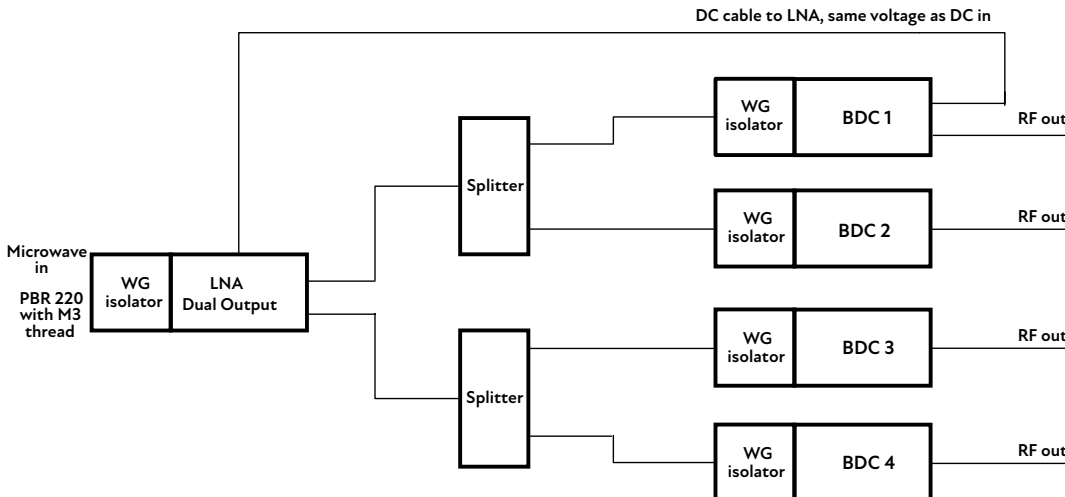 DC cable to LNA, same voltage as DC in
WG
isolator
BDC 1
RF out
Splitter
WG
isolator
BDC 2
RF out
Microwave
in
PBR 220
with M3
thread
WG
isolator
LNA
Dual Output
WG
isolator
BDC 3
RF out
Splitter
WG
isolator
BDC 4
RF out